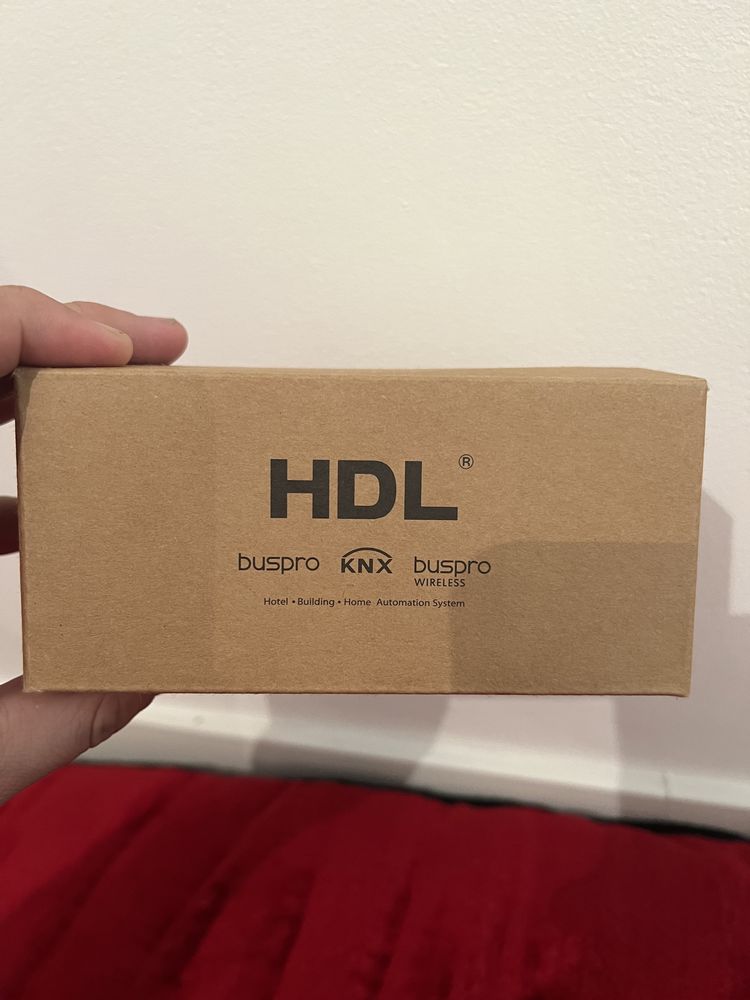 HDL®
buspro KNX buspro
WIRELESS
Hotel • Building • Home Automation System